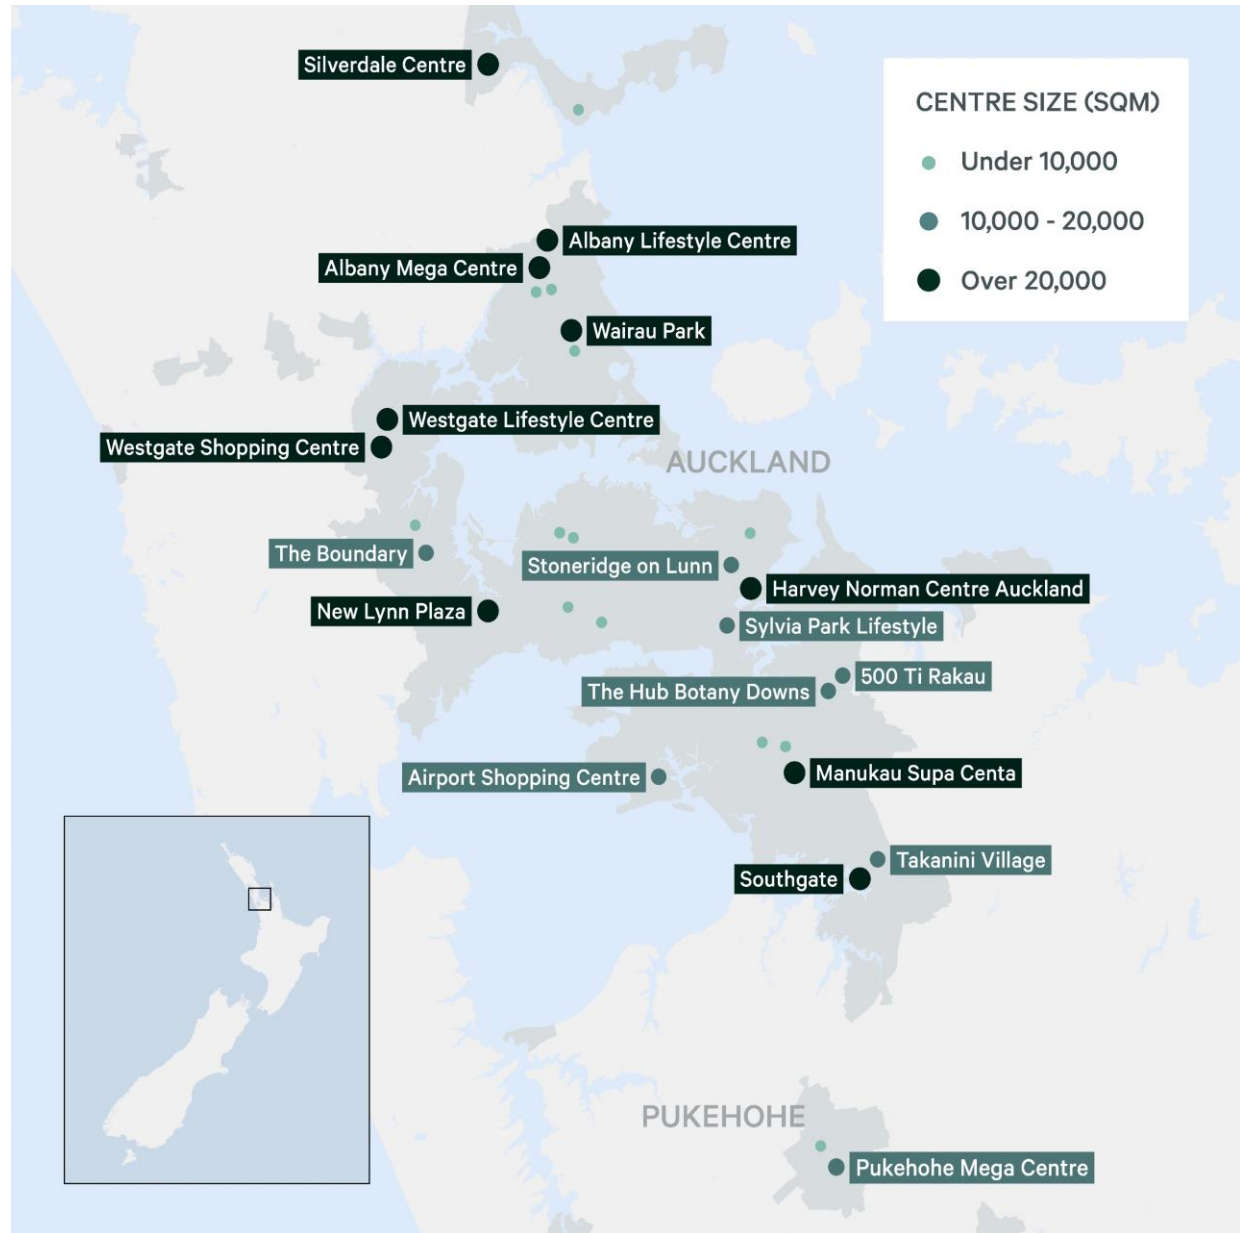 Silverdale Centre
CENTRE SIZE (SQM)
Under 10,000
10,000 - 20,000
Over 20,000
Albany Lifestyle Centre
Albany Mega Centre
Wairau Park
Westgate Lifestyle Centre
Westgate Shopping Centre
AUCKLAND
The Boundary
Stoneridge on Lunn
Harvey Norman Centre Auckland
New Lynn Plaza
Sylvia Park Lifestyle
500 Ti Rakau
The Hub Botany Downs
Airport Shopping Centre
Manukau Supa Centa
Takanini Village
Southgate
PUKEHOHE
Pukehohe Mega Centre